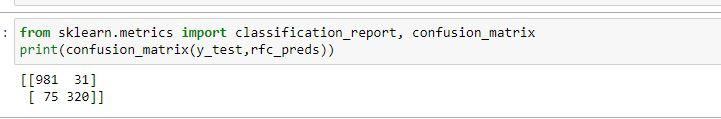 : from sklearn.metrics import classification_report, confusion_matrix
print(confusion_matrix(y_test,rfc_preds))
[[981  31]
 [ 75 320]]